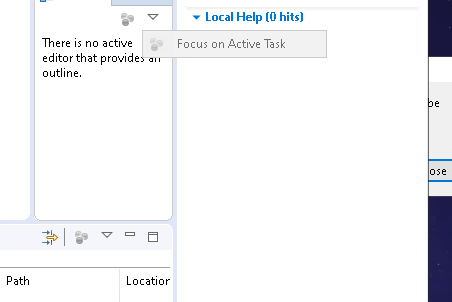 Local Help (0 hits)
Focus on Active Task
There is no active
editor that provides an
outline.
be
ose
Path
Location